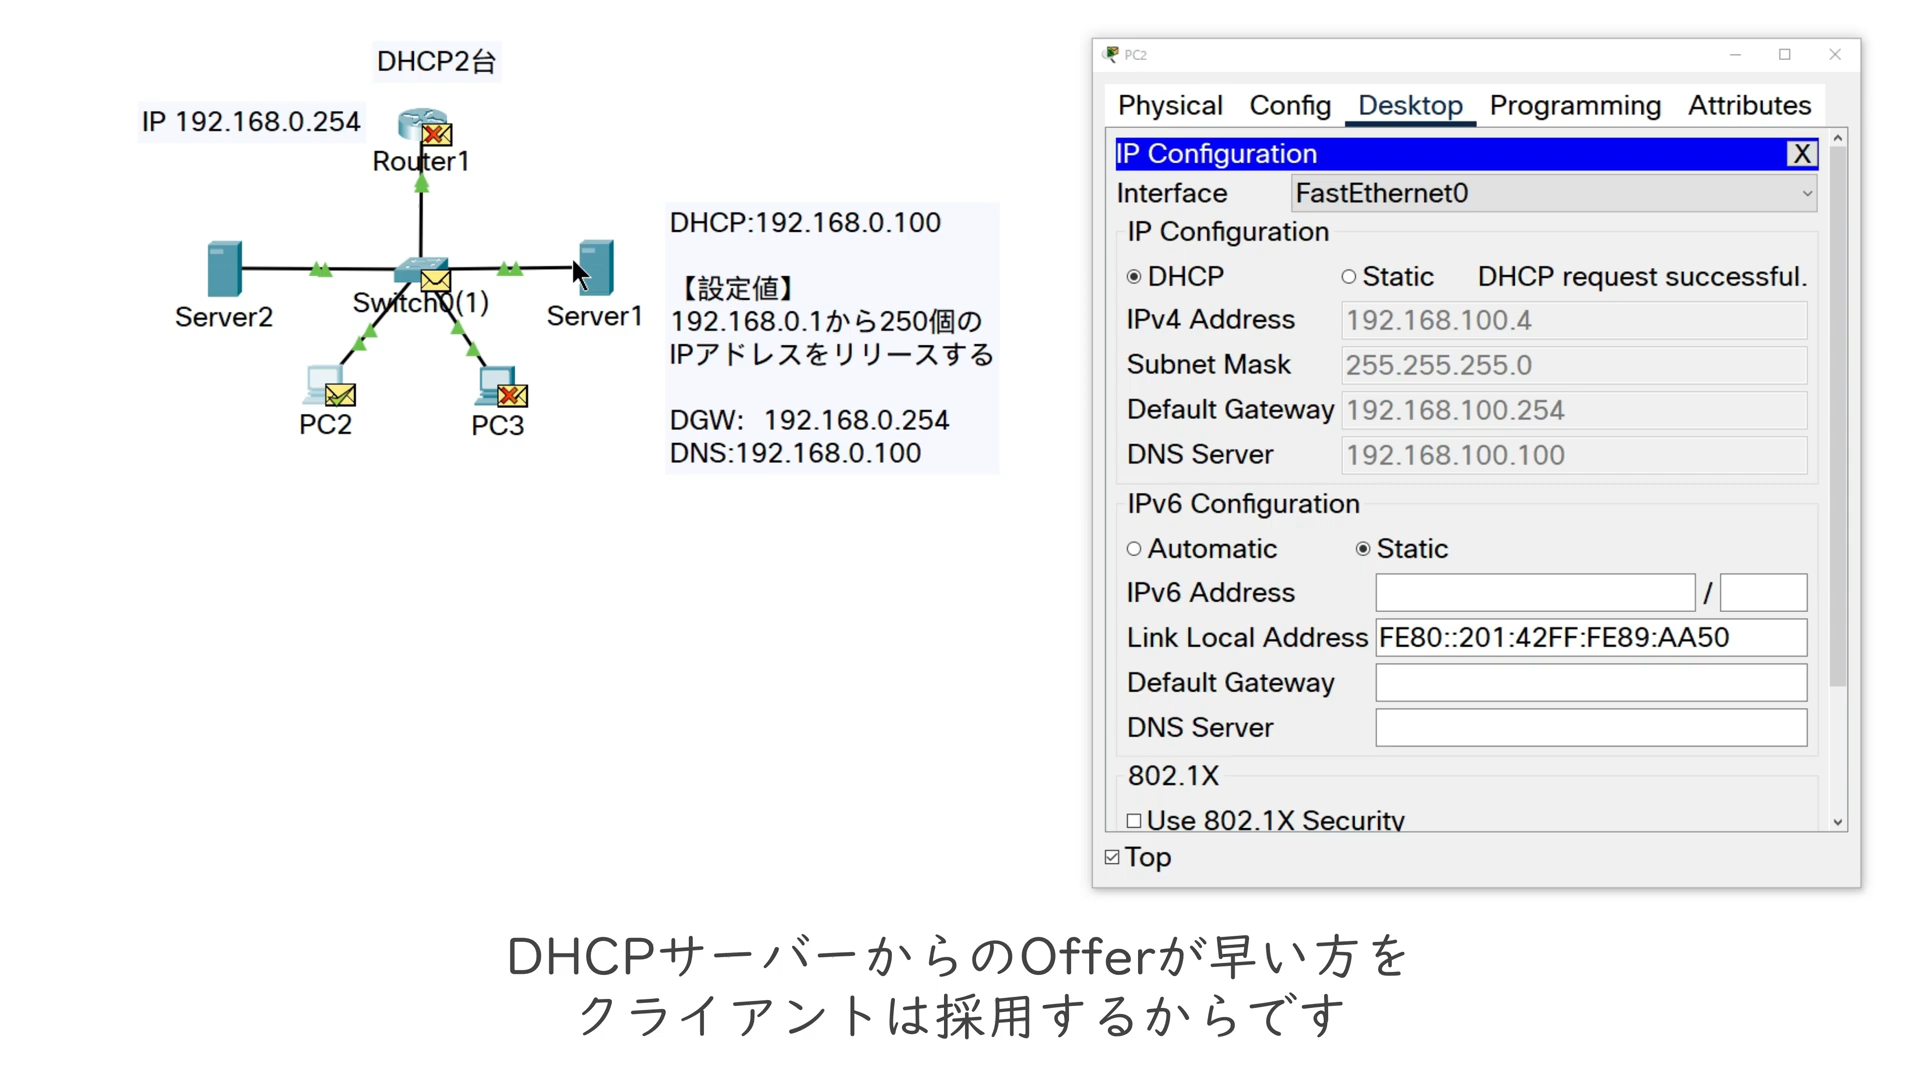 DHCP2台
IP 192.168.0.254
Router1
Server2
Switch0(1)
Server1
PC2
PC3
DHCP:192.168.0.100
【設定値】
192.168.0.1から250個の
IPアドレスをリリースする
DGW: 192.168.0.254
DNS:192.168.0.100
PC2
Physical Config Desktop Programming Attributes
IP Configuration X
Interface FastEthernet0
IP Configuration
DHCP Static DHCP request successful.
IPv4 Address 192.168.100.4
Subnet Mask 255.255.255.0
Default Gateway 192.168.100.254
DNS Server 192.168.100.100
IPv6 Configuration
Automatic Static
IPv6 Address /
Link Local Address FE80::201:42FF:FE89:AA50
Default Gateway
DNS Server
802.1X
Use 802.1X Security
Top
DHCPサーバーからのOfferが早い方を
クライアントは採用するからです